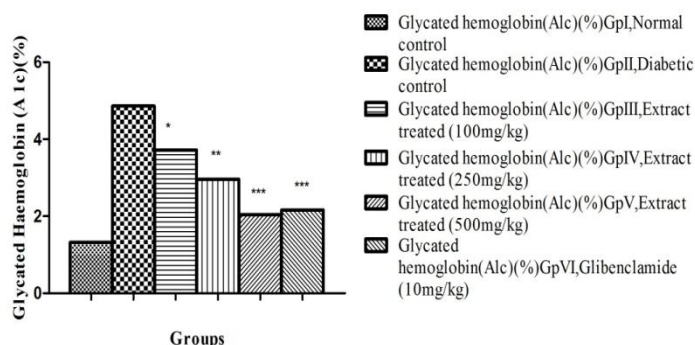 Glycated Haemoglobin (A 1c)(%)
6
4
2
0
*
**
***
***
Groups
Glycated hemoglobin(Alc)(%)GpI,Normal
control
Glycated hemoglobin(Alc)(%)GpII,Diabetic
control
Glycated hemoglobin(Alc)(%)GpIII,Extract
treated (100mg/kg)
Glycated hemoglobin(Alc)(%)GpIV,Extract
treated (250mg/kg)
Glycated hemoglobin(Alc)(%)GpV,Extract
treated (500mg/kg)
Glycated
hemoglobin(Alc)(%)GpVI,Glibenclamide
(10mg/kg)